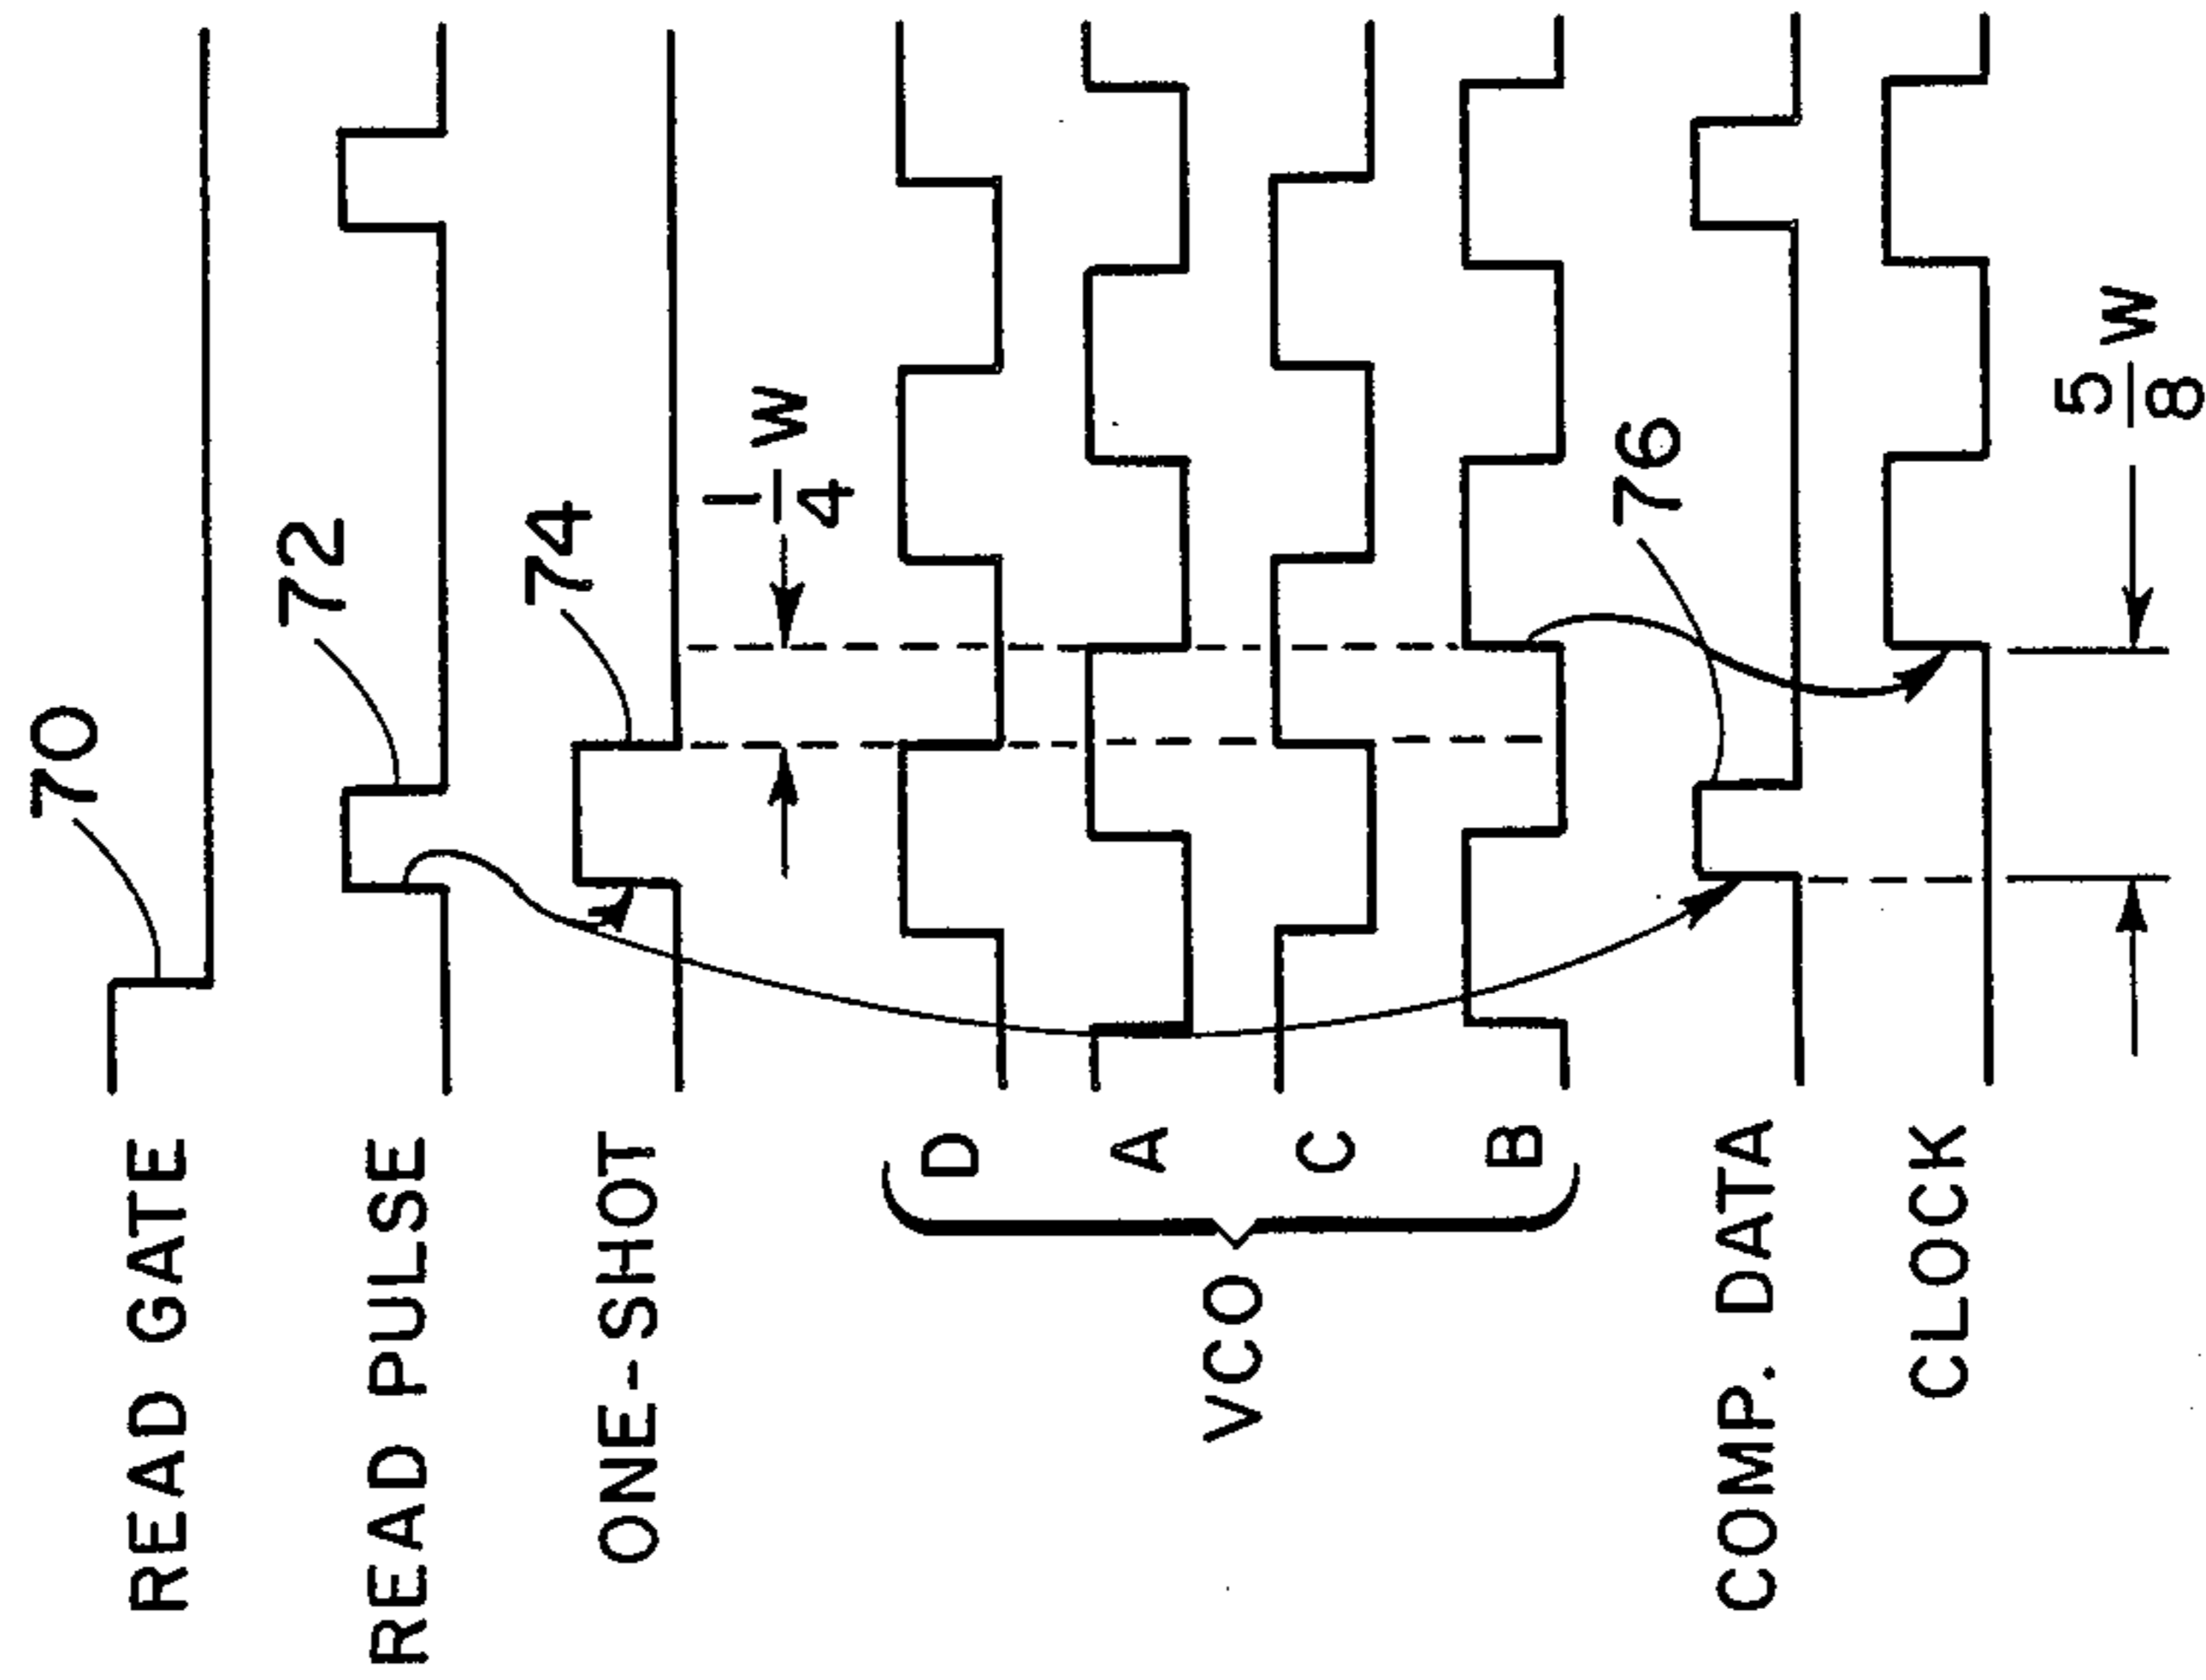 READ GATE
70
READ PULSE
72
ONE-SHOT
74
1/4 W
VCO
D
A
C
B
76
COMP. DATA
CLOCK
5/8 W